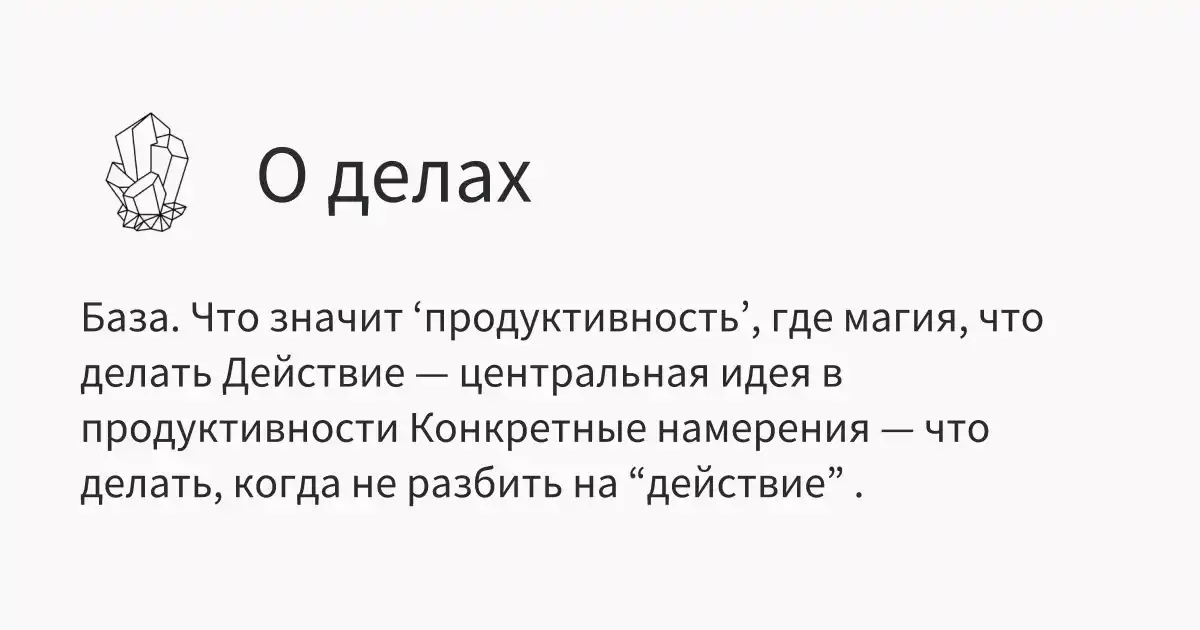 О делах
База. Что значит ‘продуктивность’, где магия, что
делать Действие — центральная идея в
продуктивности Конкретные намерения — что
делать, когда не разбить на “действие” .